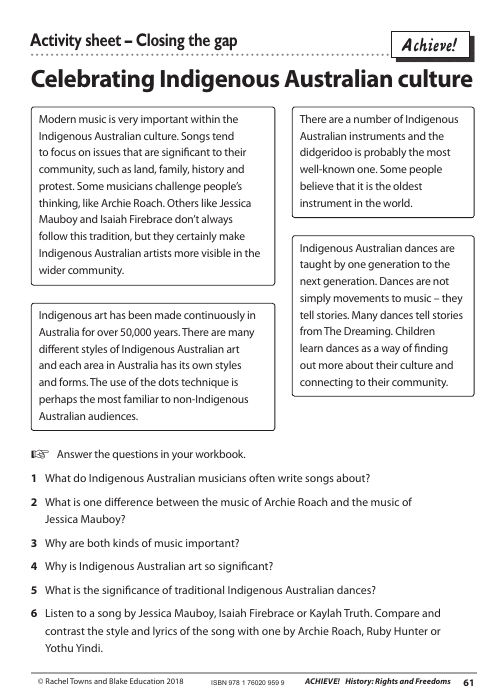 Activity sheet – Closing the gap
Achieve!
Celebrating Indigenous Australian culture
Modern music is very important within the
Indigenous Australian culture. Songs tend
to focus on issues that are significant to their
community, such as land, family, history and
protest. Some musicians challenge people's
thinking, like Archie Roach. Others like Jessica
Mauboy and Isaiah Firebrace don't always
follow this tradition, but they certainly make
Indigenous Australian artists more visible in the
wider community.
Indigenous art has been made continuously in
Australia for over 50,000 years. There are many
different styles of Indigenous Australian art
and each area in Australia has its own styles
and forms. The use of the dots technique is
perhaps the most familiar to non-Indigenous
Australian audiences.
There are a number of Indigenous
Australian instruments and the
didgeridoo is probably the most
well-known one. Some people
believe that it is the oldest
instrument in the world.
Indigenous Australian dances are
taught by one generation to the
next generation. Dances are not
simply movements to music – they
tell stories. Many dances tell stories
from The Dreaming. Children
learn dances as a way of finding
out more about their culture and
connecting to their community.
☞ Answer the questions in your workbook.
1 What do Indigenous Australian musicians often write songs about?
2 What is one difference between the music of Archie Roach and the music of
Jessica Mauboy?
3 Why are both kinds of music important?
4 Why is Indigenous Australian art so significant?
5 What is the significance of traditional Indigenous Australian dances?
6 Listen to a song by Jessica Mauboy, Isaiah Firebrace or Kaylah Truth. Compare and
contrast the style and lyrics of the song with one by Archie Roach, Ruby Hunter or
Yothu Yindi.
© Rachel Towns and Blake Education 2018 ISBN 978 1 76020 959 9 ACHIEVE! History: Rights and Freedoms 61